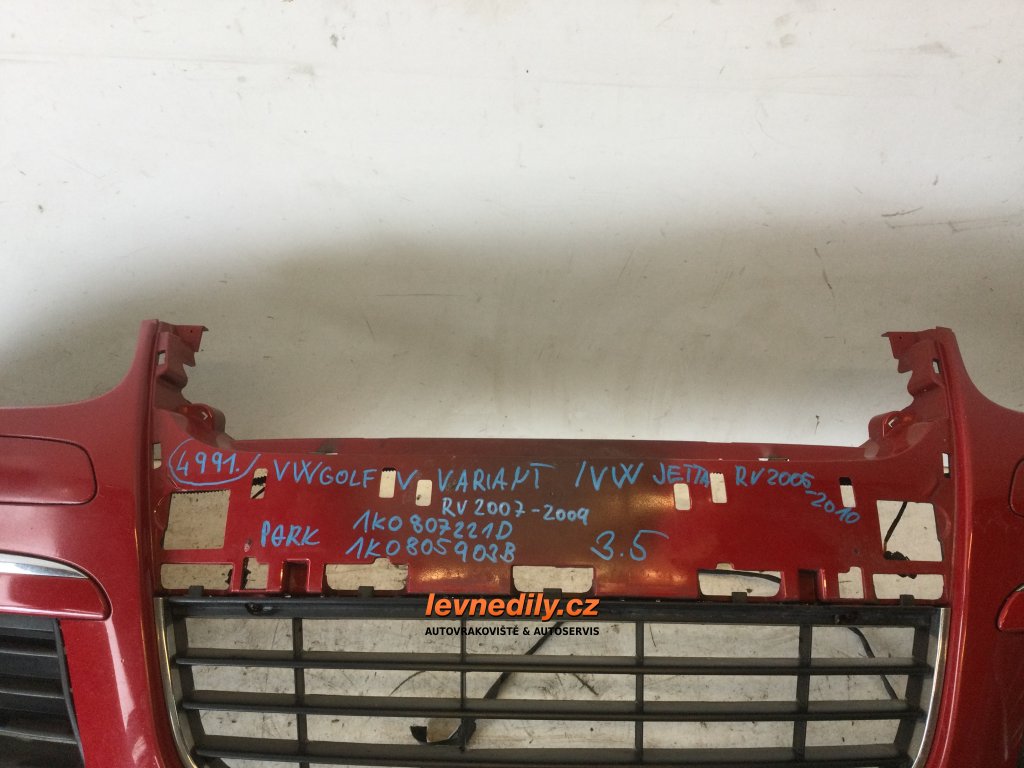 4991. VW GOLF V VARIANT / VW JETTA RV 2005-2010
RV 2007-2009
1K0 807221D
PARK 1K0 805903B 3.5
levnedily.cz
AUTOVRAKOVIŠTĚ & AUTOSERVIS